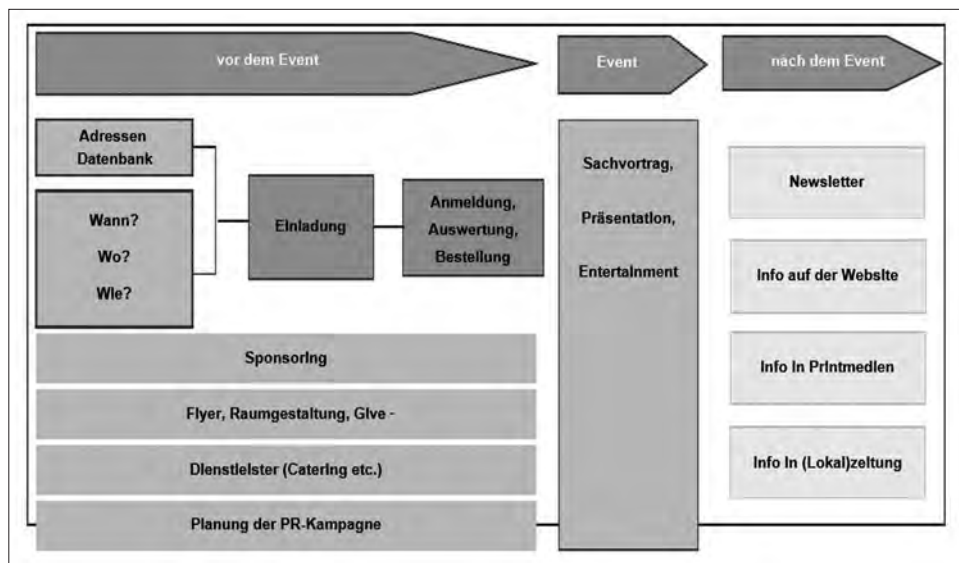 vor dem Event
Event
nach dem Event
Adressen
Datenbank
Wann?
Wo?
Wie?
Einladung
Anmeldung,
Auswertung,
Bestellung
Sponsoring
Flyer, Raumgestaltung, Give -
Dienstleister (Catering etc.)
Planung der PR-Kampagne
Sachvortrag,
Präsentation,
Entertainment
Newsletter
Info auf der Website
Info in Printmedien
Info in (Lokal)zeitung